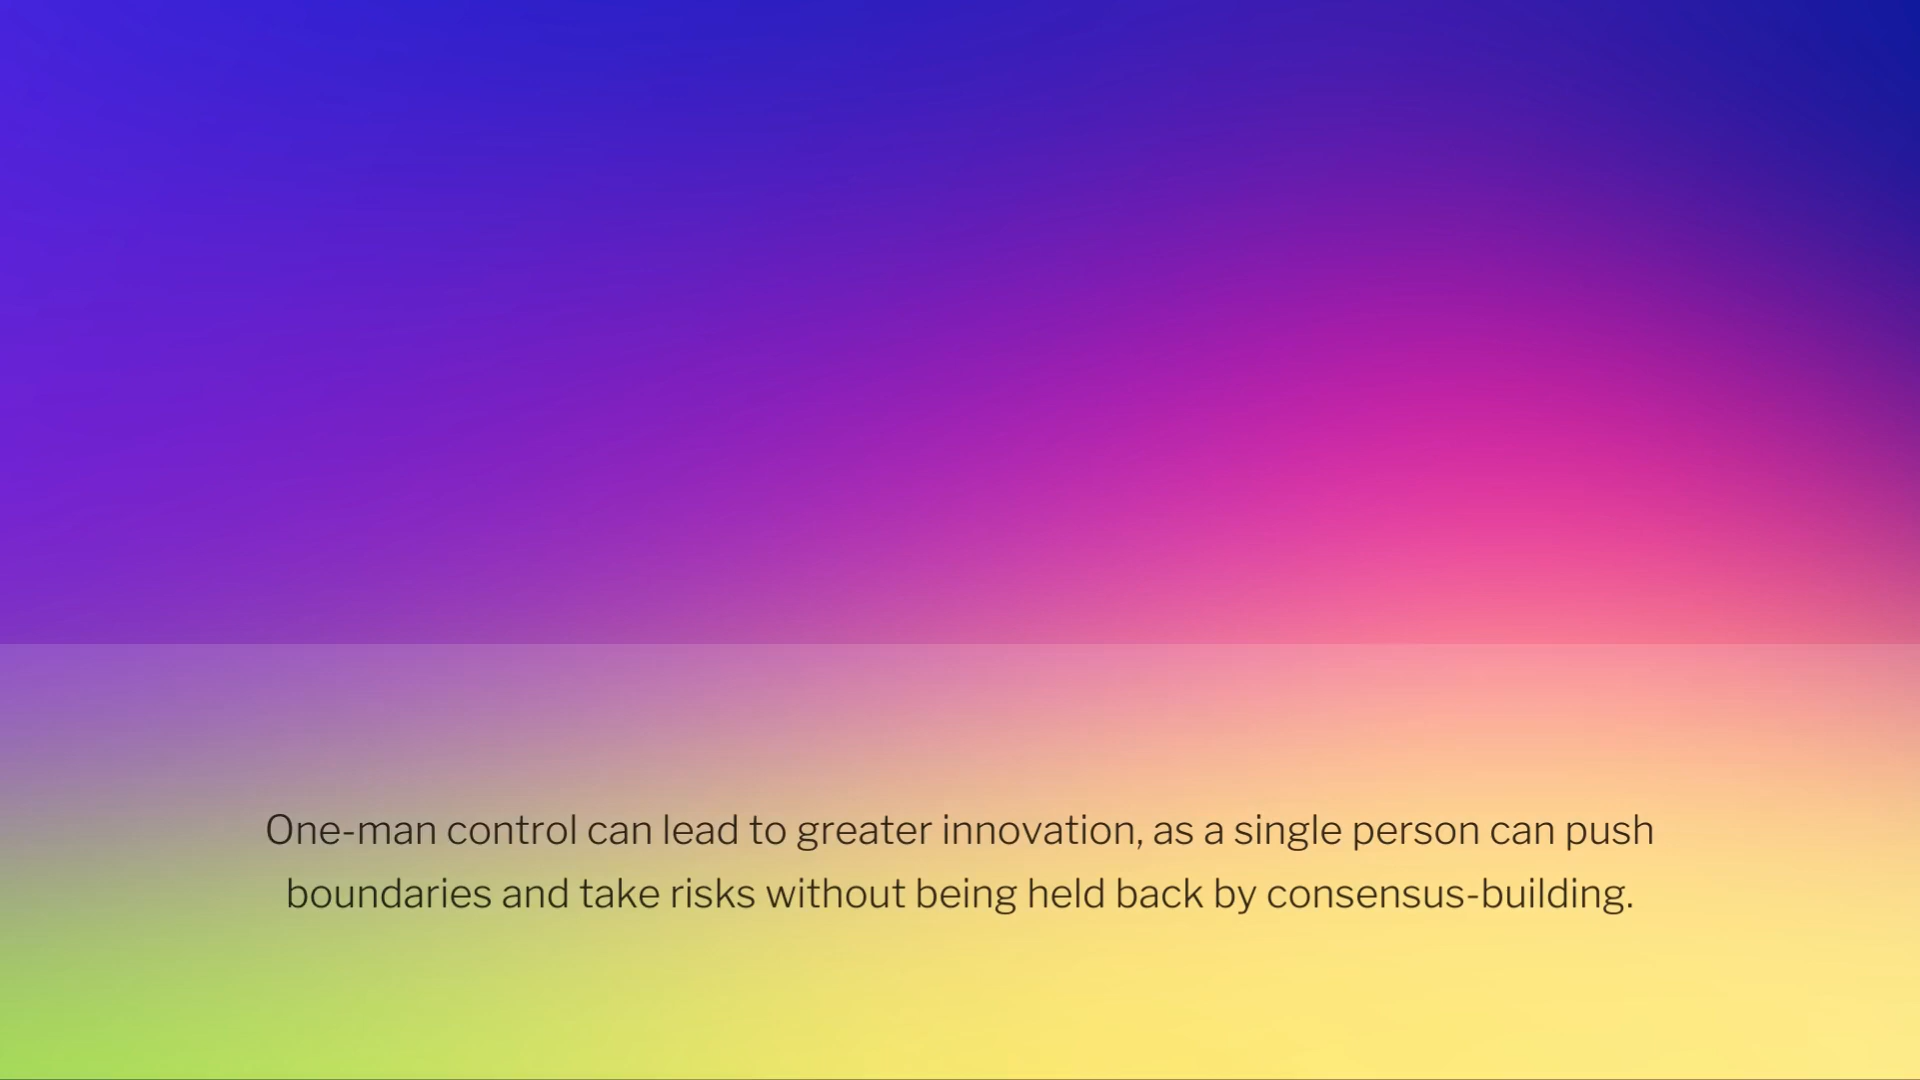 One-man control can lead to greater innovation, as a single person can push
boundaries and take risks without being held back by consensus-building.